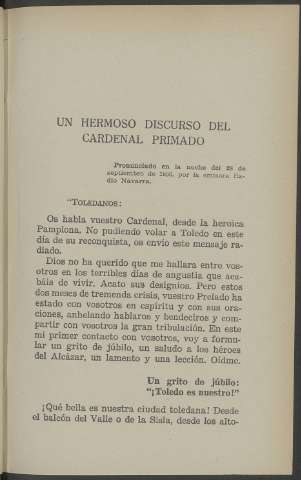 UN HERMOSO DISCURSO DEL
CARDENAL PRIMADO
Pronunciado en la noche del 28 de
septiembre de 1936, por la emisora Ra-
dio Navarra.
"TOLEDANOS:
Os habla vuestro Cardenal, desde la heroica
Pamplona. No pudiendo volar a Toledo en este
día de su reconquista, os envío este mensaje ra-
diado.
Dios no ha querido que me hallara entre vos-
otros en los terribles días de angustia que aca-
báis de vivir. Acato sus designios. Pero estos
dos meses de tremenda crisis, vuestro Prelado ha
estado con vosotros en espíritu y con sus ora-
ciones, anhelando hablaros y bendeciros y com-
partir con vosotros la gran tribulación. En este
mi primer contacto con vosotros, voy a formu-
lar un grito de júbilo, un saludo a los héroes
del Alcázar, un lamento y una lección. Oídme.
Un grito de júbilo:
"¡Toledo es nuestro!"
¡Qué bella es nuestra ciudad toledana! Desde
el balcón del Valle o de la Sisla, desde los alto-